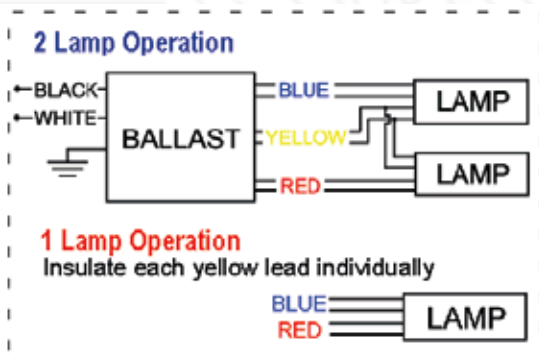 2 Lamp Operation
BLACK
BLUE
LAMP
WHITE
BALLAST
YELLOW
LAMP
RED
1 Lamp Operation
Insulate each yellow lead individually
BLUE
RED
LAMP